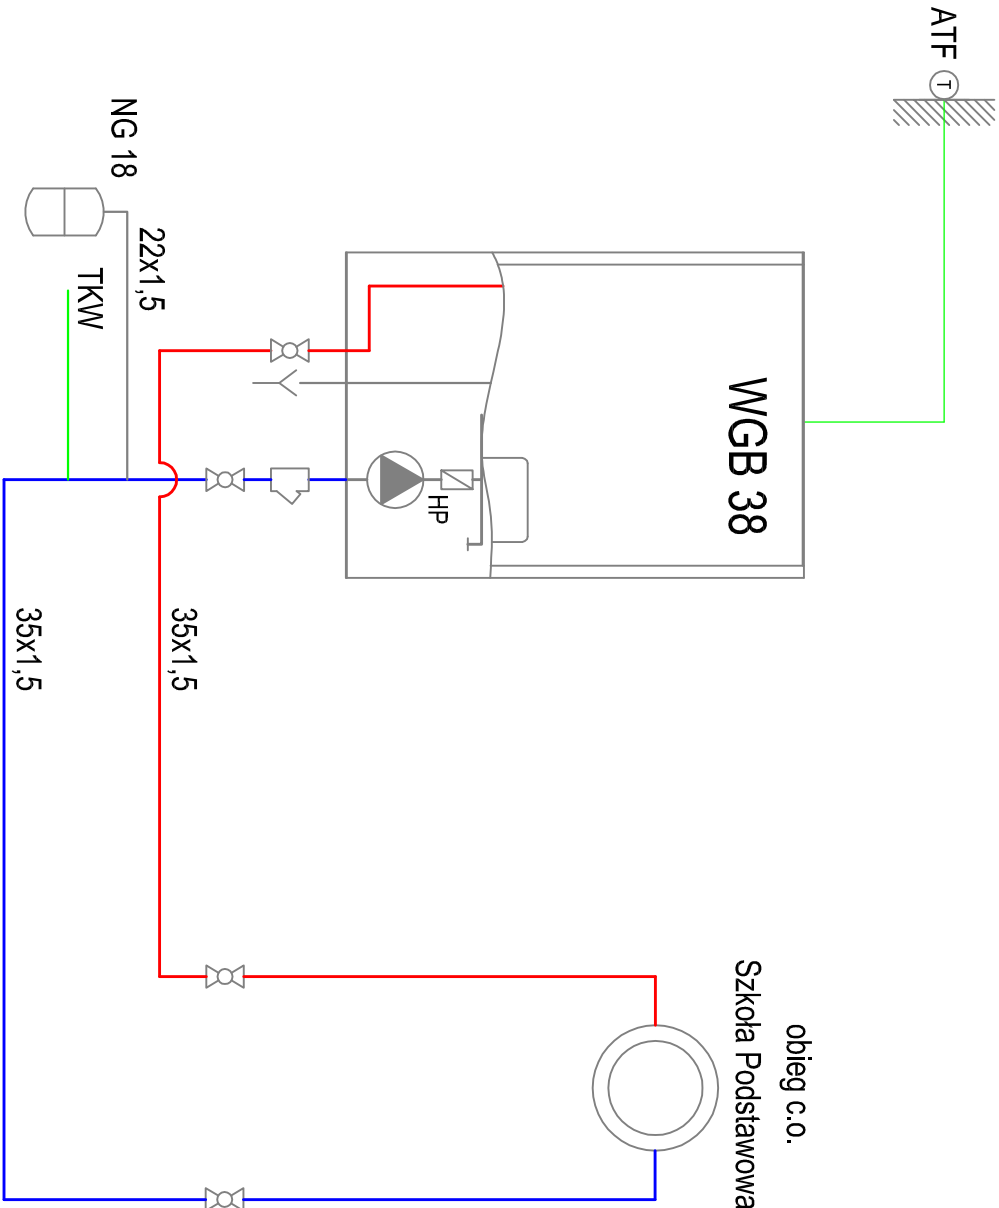 ATF
T
WGB 38
obieg c.o.
Szkoła Podstawowa
HP
NG 18
22x1,5
TKW
35x1,5
35x1,5